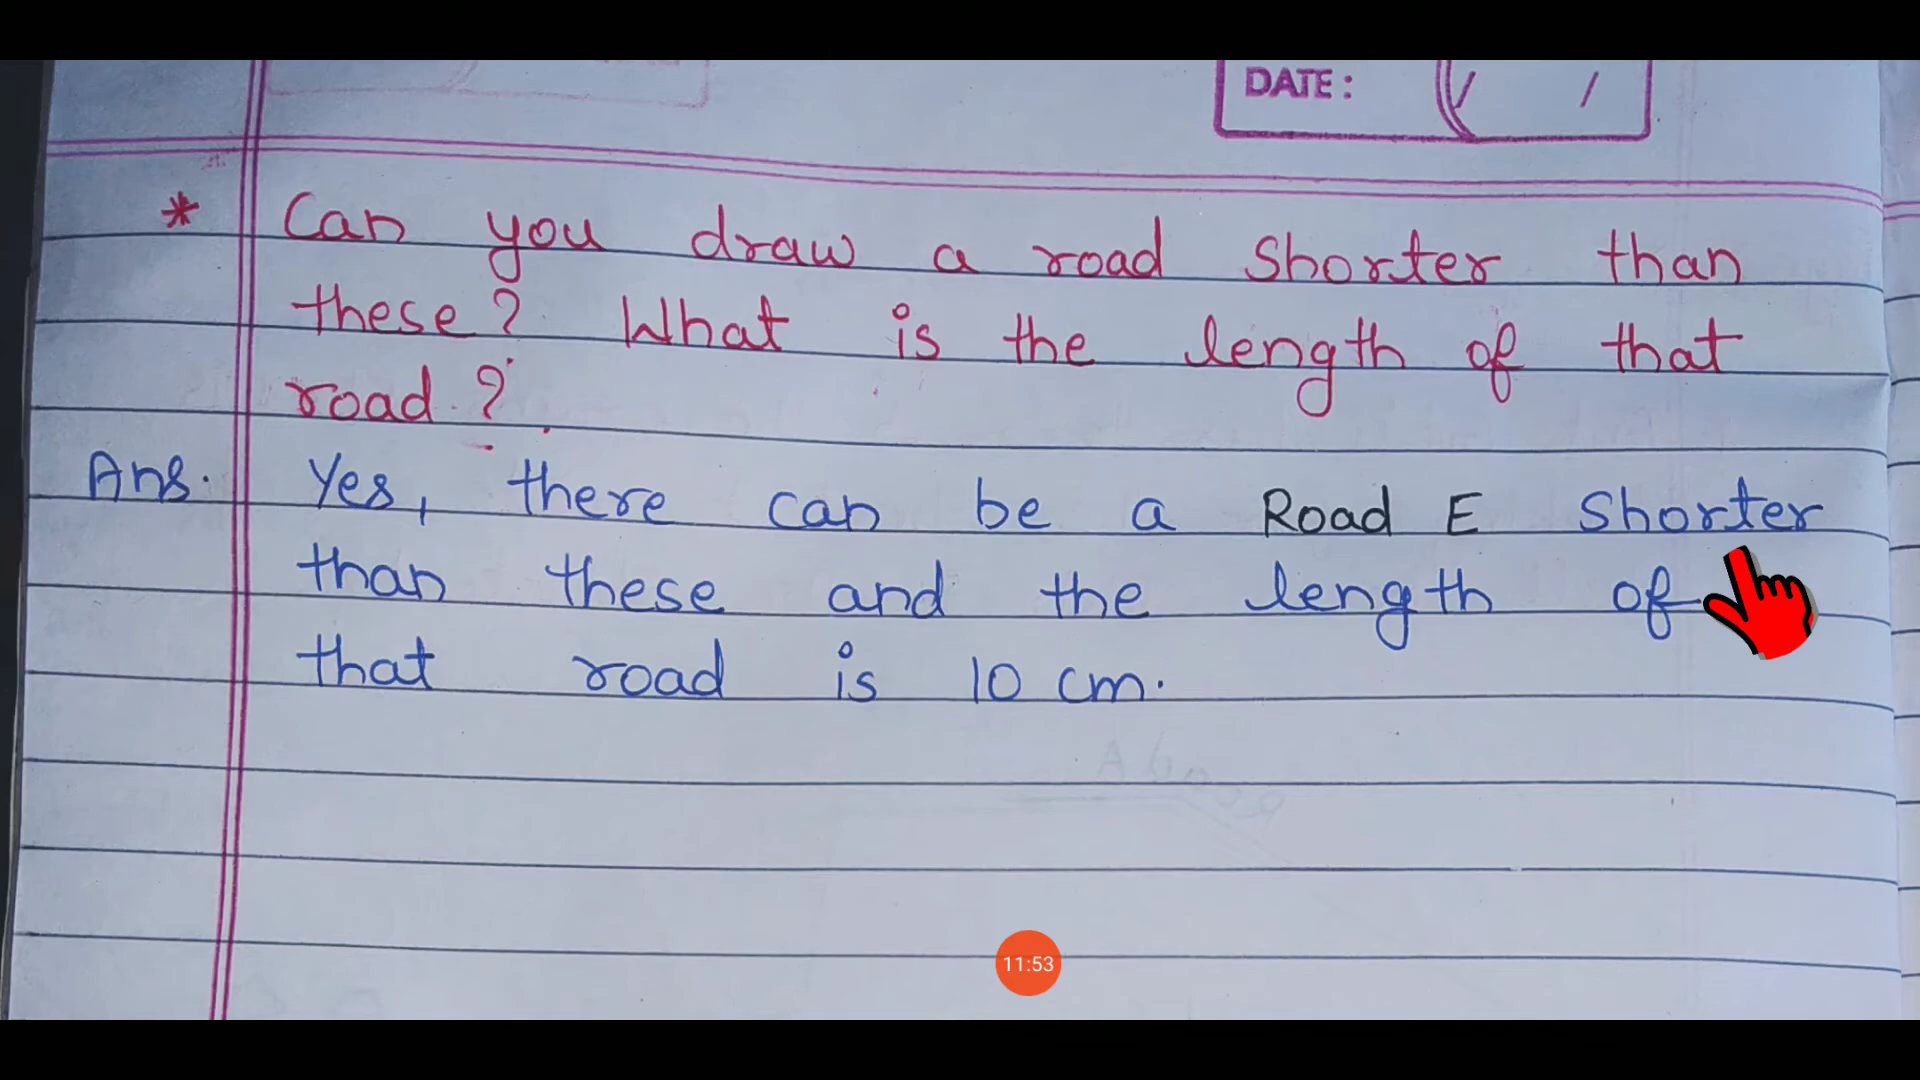 DATE: / /
* Can you draw a road shorter than
these? What is the length of that
road?
Ans. Yes, there can be a Road E shorter
than these and the length of
that road is 10 cm.
11:53